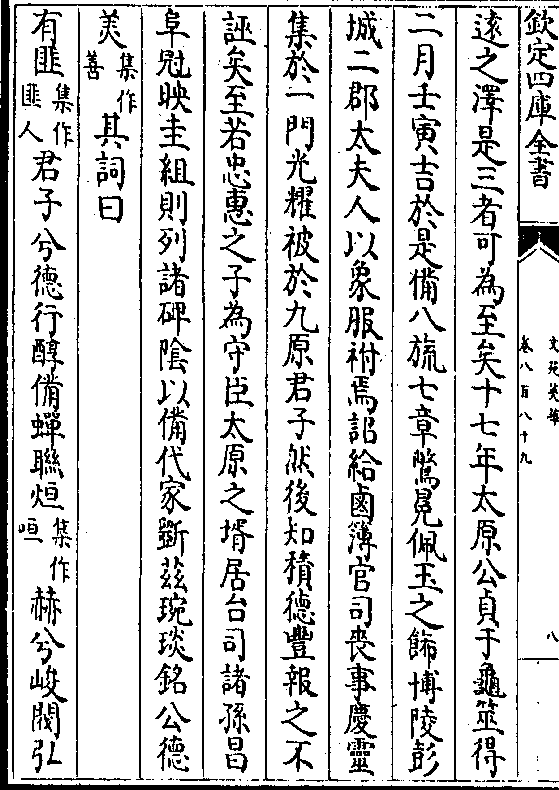 欽定四庫全書
文苑英華
卷八百八十九
八
逺之澤是三者可為至矣十七年太原公貞于龜筮得
二月壬寅吉於是備八旒七章鷩冕佩玉之飾博陵彭
城二郡太夫人以象服祔焉詔給鹵簿官司喪事慶靈
集於一門光耀被於九原君子然後知積德豐報之不
誣矣至若忠惠之子為守臣太原之壻居台司諸孫昌
阜冠映圭組則列諸碑陰以備代家斲茲琬琰銘公德
美集作善其詞曰
有匪集作匪人君子兮德行醇備蟬聯烜集作咺赫兮峻閥弘